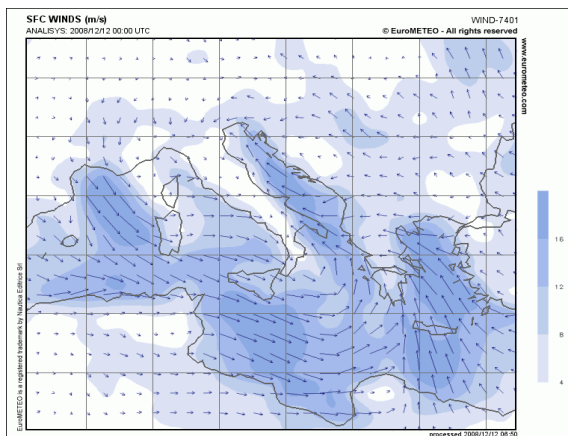 SFC WINDS (m/s)
WIND-7401
ANALISYS: 2008/12/12 00:00 UTC
© EuroMETEO - All rights reserved
www.eurometeo.com
EuroMETEO is a registered trademark by Nautica Editrice Srl
16
12
8
4
processed 2008/12/12 06:50